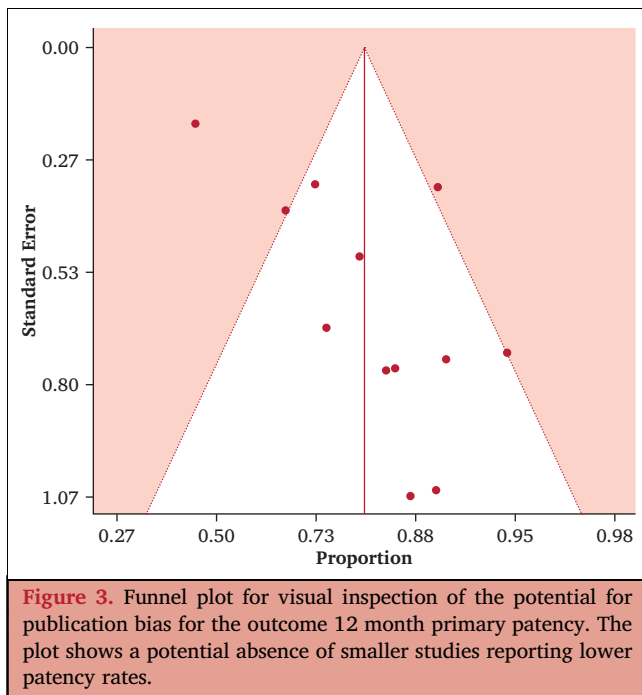 0.00
0.27
0.53
0.80
1.07
Standard Error
0.27 0.50 0.73 0.88 0.95 0.98
Proportion
Figure 3. Funnel plot for visual inspection of the potential for
publication bias for the outcome 12 month primary patency. The
plot shows a potential absence of smaller studies reporting lower
patency rates.